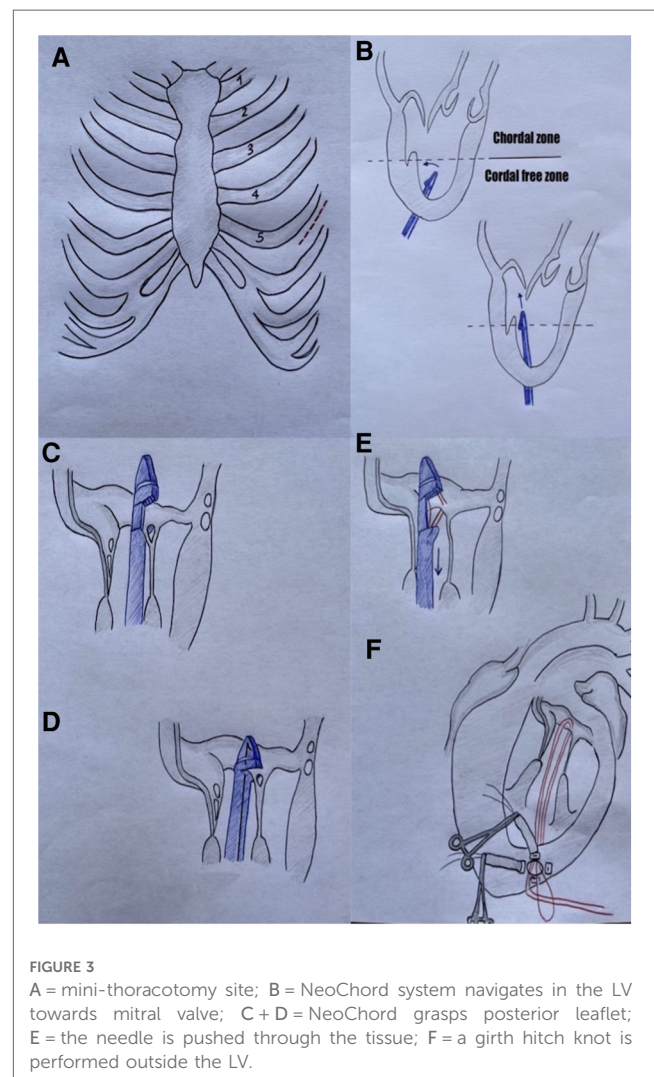 A
1
2
3
4
5
B
Chordal zone
Cordal free zone
C
E
D
F
FIGURE 3
A = mini-thoracotomy site; B = NeoChord system navigates in the LV
towards mitral valve; C + D = NeoChord grasps posterior leaflet;
E = the needle is pushed through the tissue; F = a girth hitch knot is
performed outside the LV.